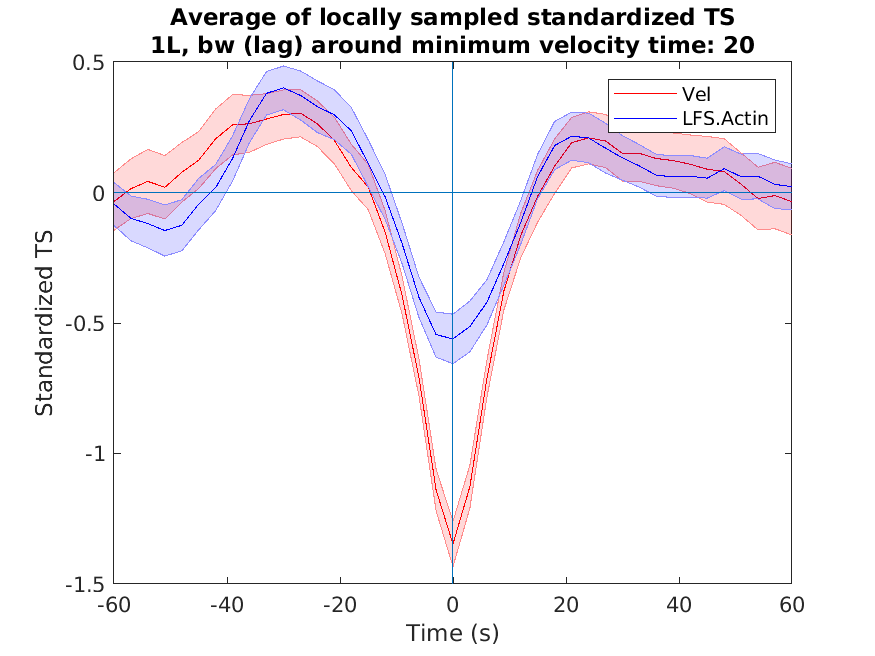 Average of locally sampled standardized TS
1L, bw (lag) around minimum velocity time: 20
0.5
Vel
LFS.Actin
0
Standardized TS
-0.5
-1
-1.5
-60
-40
-20
0
20
40
60
Time (s)